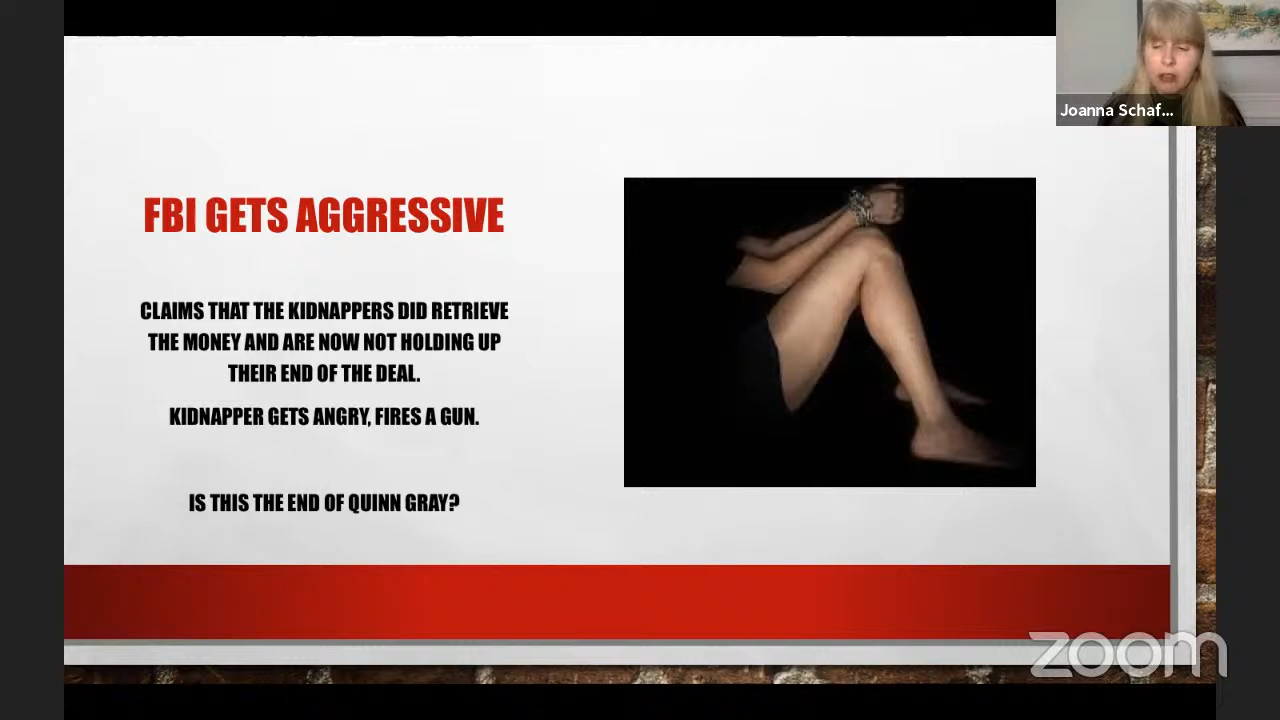 Joanna Schaf...
FBI GETS AGGRESSIVE
CLAIMS THAT THE KIDNAPPERS DID RETRIEVE
THE MONEY AND ARE NOW NOT HOLDING UP
THEIR END OF THE DEAL.
KIDNAPPER GETS ANGRY, FIRES A GUN.
IS THIS THE END OF QUINN GRAY?
zoom